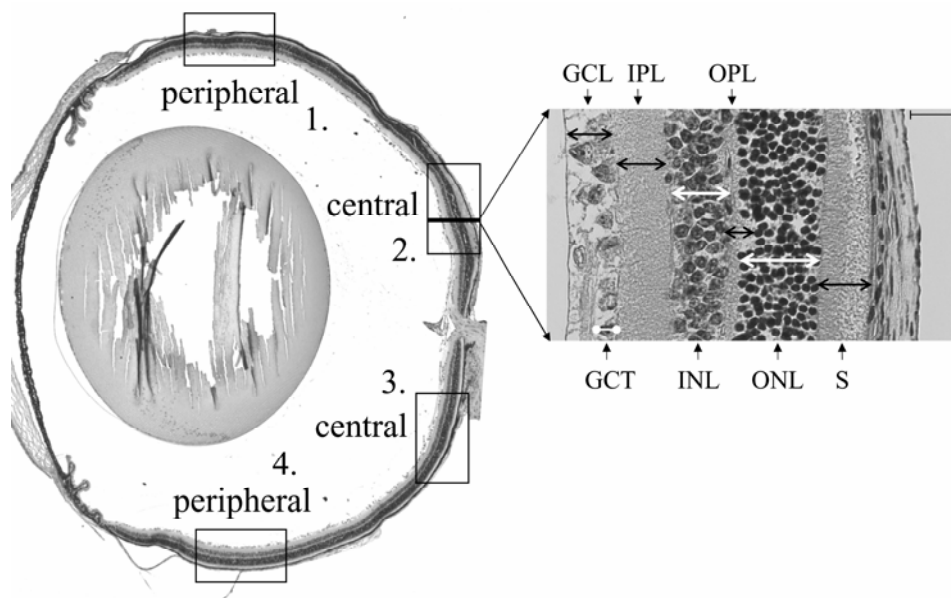 peripheral
1.
central
2.
3.
central
4.
peripheral
GCL IPL OPL
GCT INL ONL S